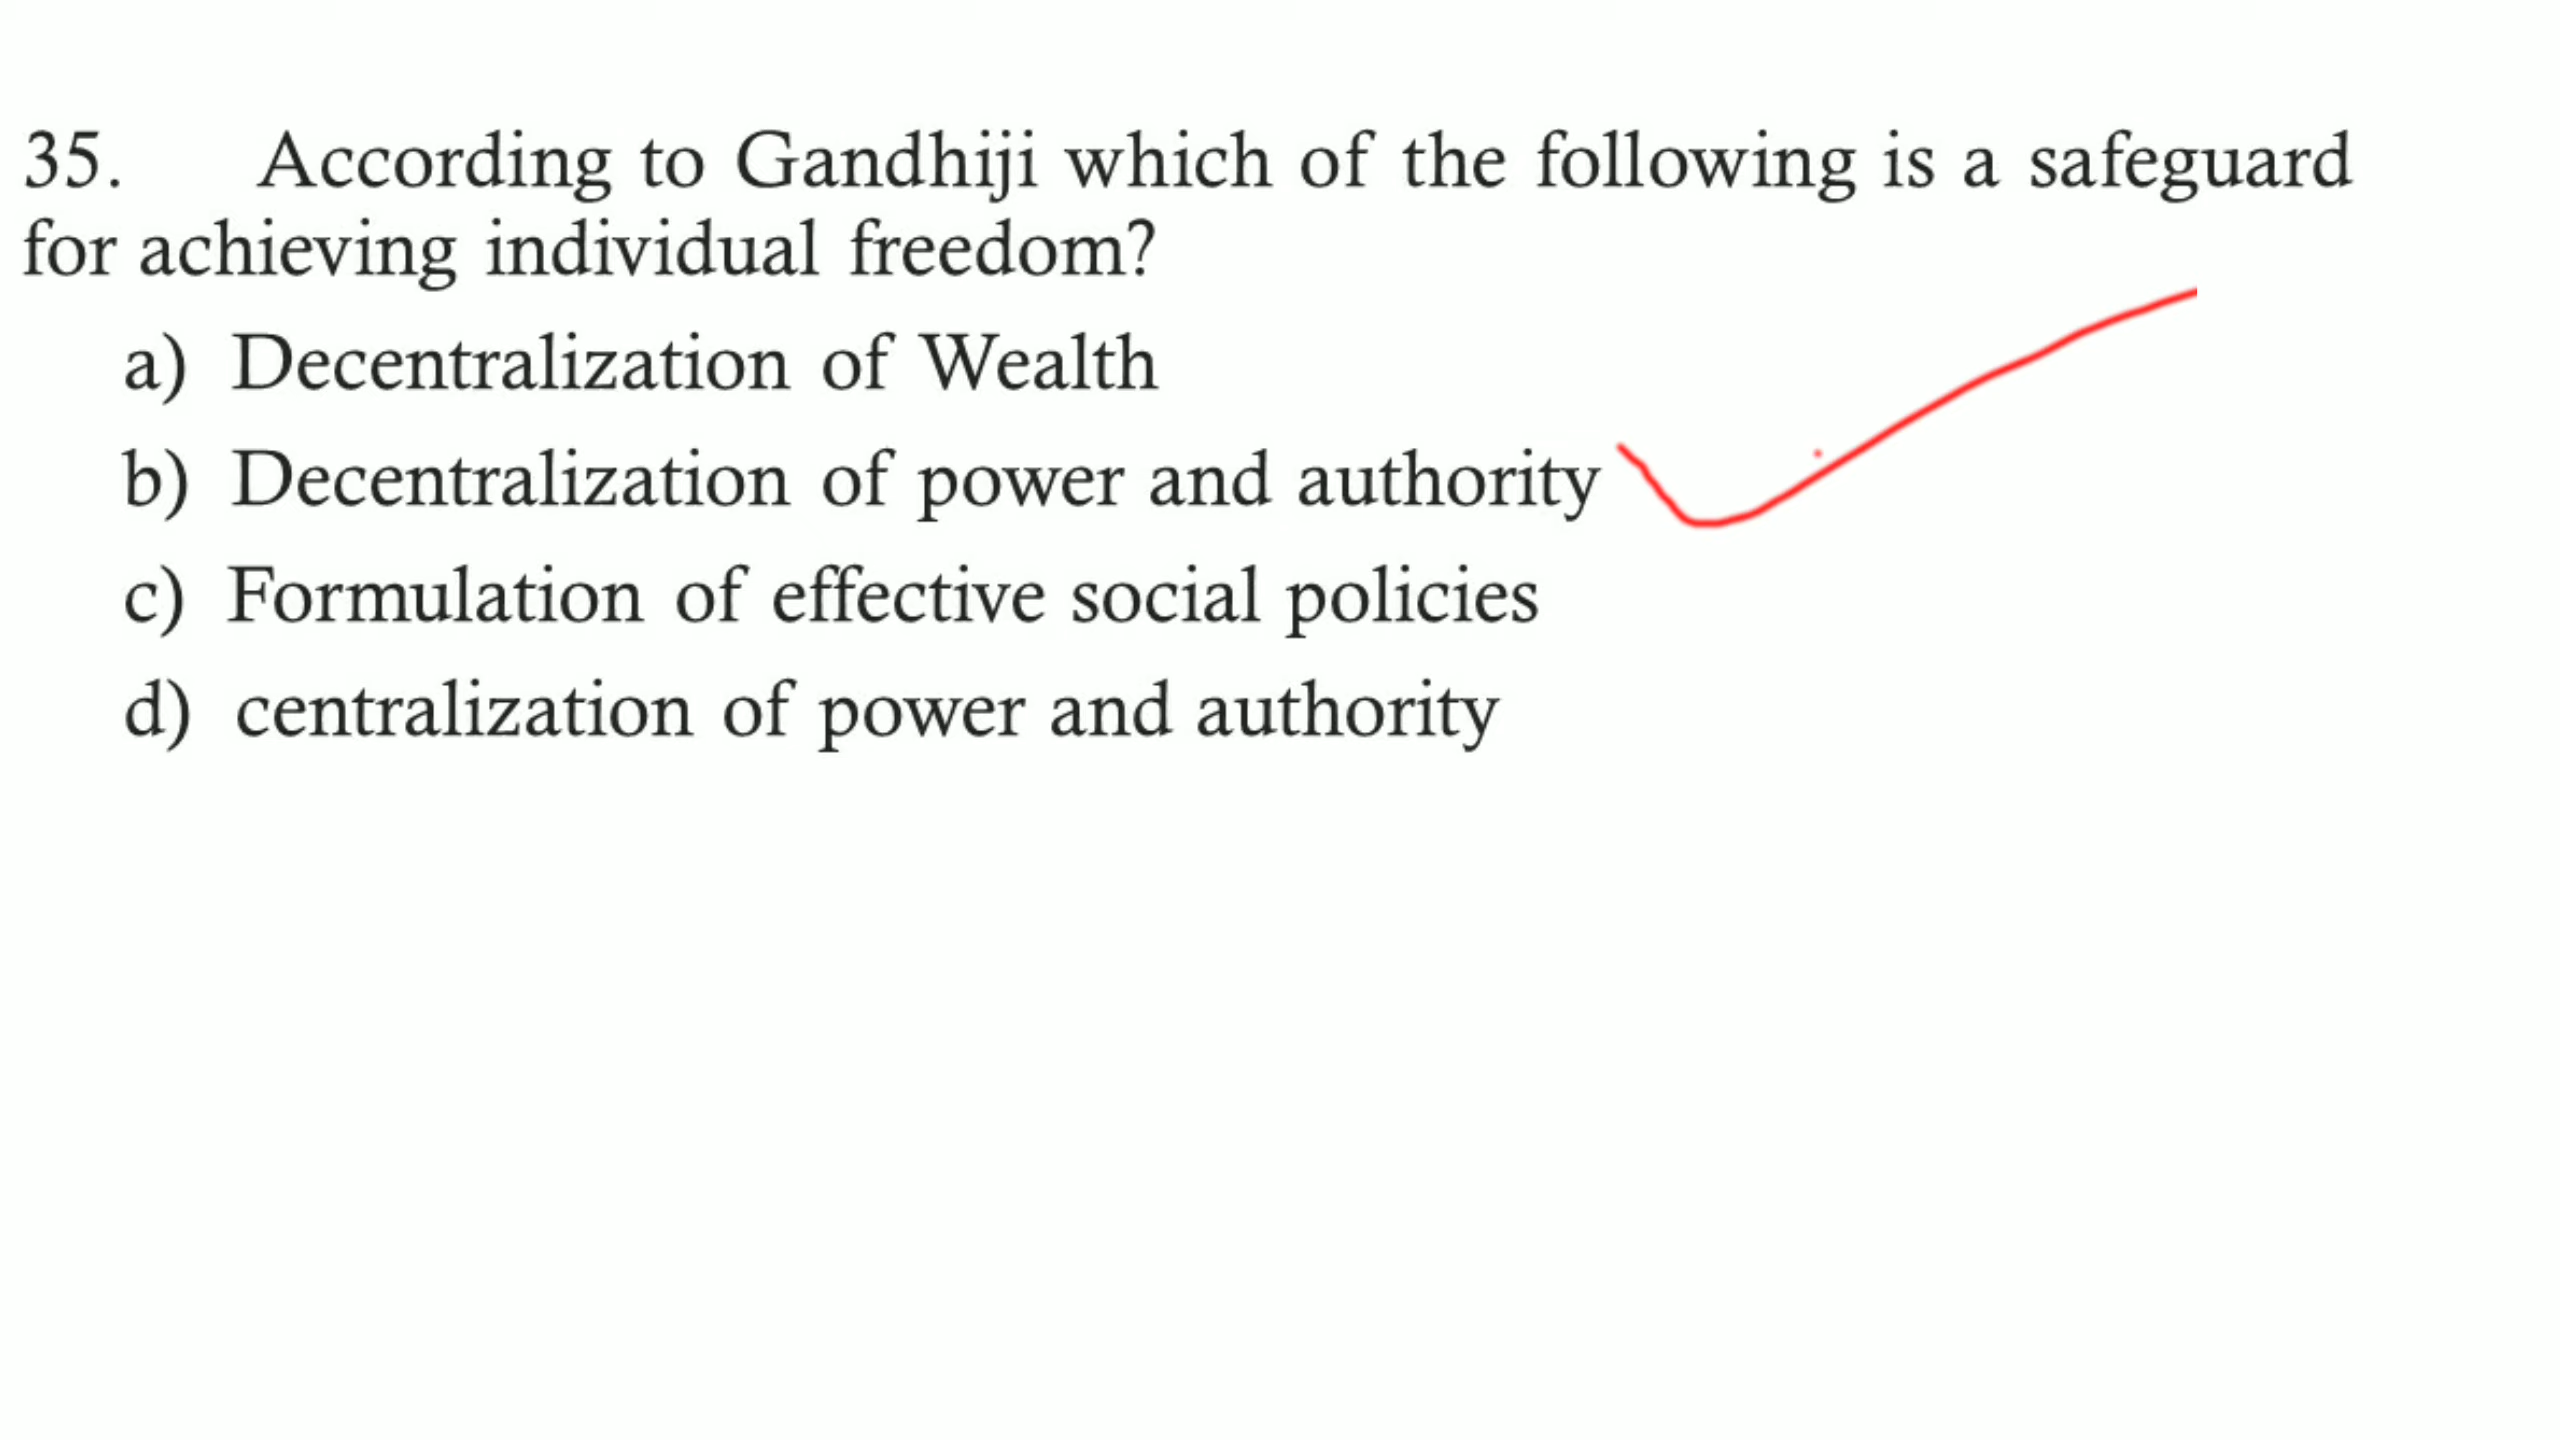 35. According to Gandhiji which of the following is a safeguard
for achieving individual freedom?
a) Decentralization of Wealth
b) Decentralization of power and authority
c) Formulation of effective social policies
d) centralization of power and authority